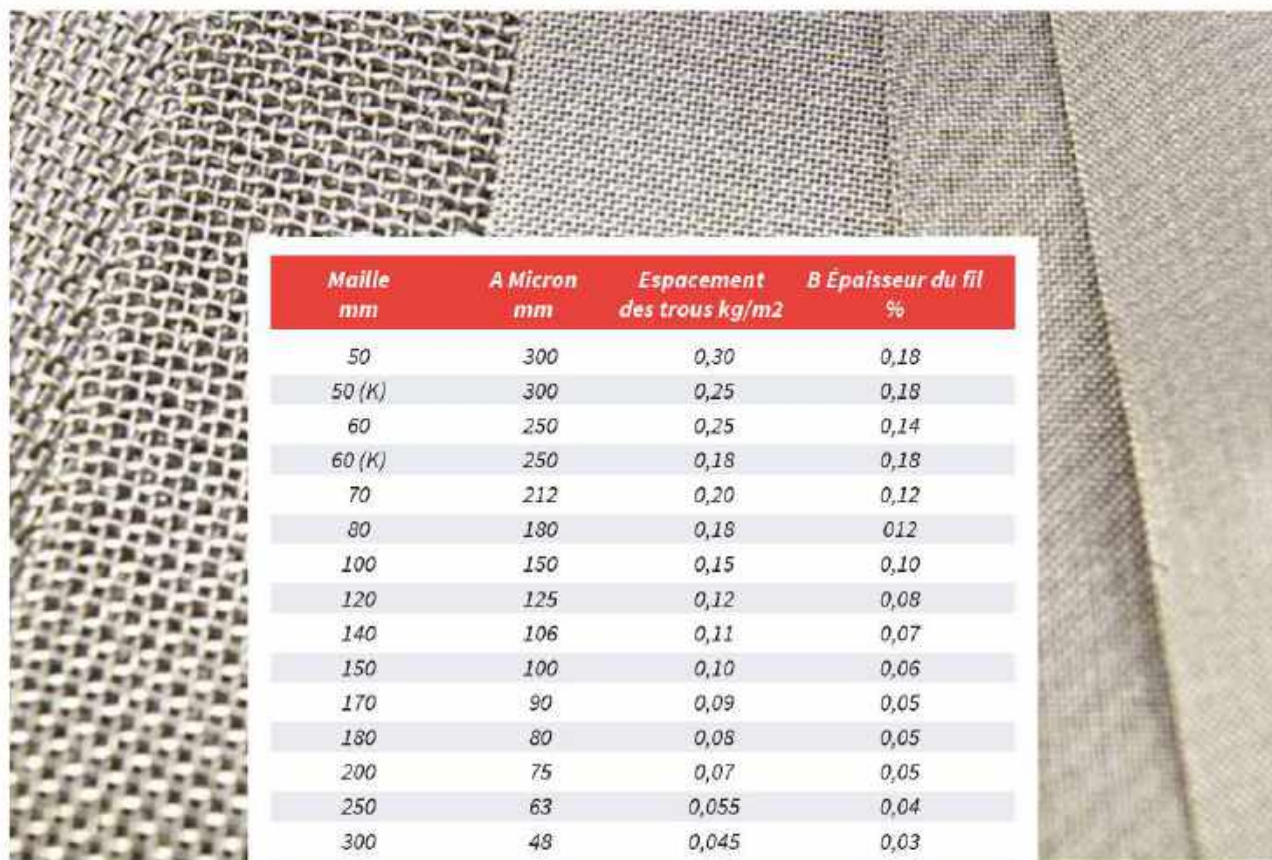 Maille A Micron Espacement B Épaisseur du fil
mm mm des trous kg/m2 %
50 300 0,30 0,18
50 (K) 300 0,25 0,18
60 250 0,25 0,14
60 (K) 250 0,18 0,18
70 212 0,20 0,12
80 180 0,18 012
100 150 0,15 0,10
120 125 0,12 0,08
140 106 0,11 0,07
150 100 0,10 0,06
170 90 0,09 0,05
180 80 0,08 0,05
200 75 0,07 0,05
250 63 0,055 0,04
300 48 0,045 0,03